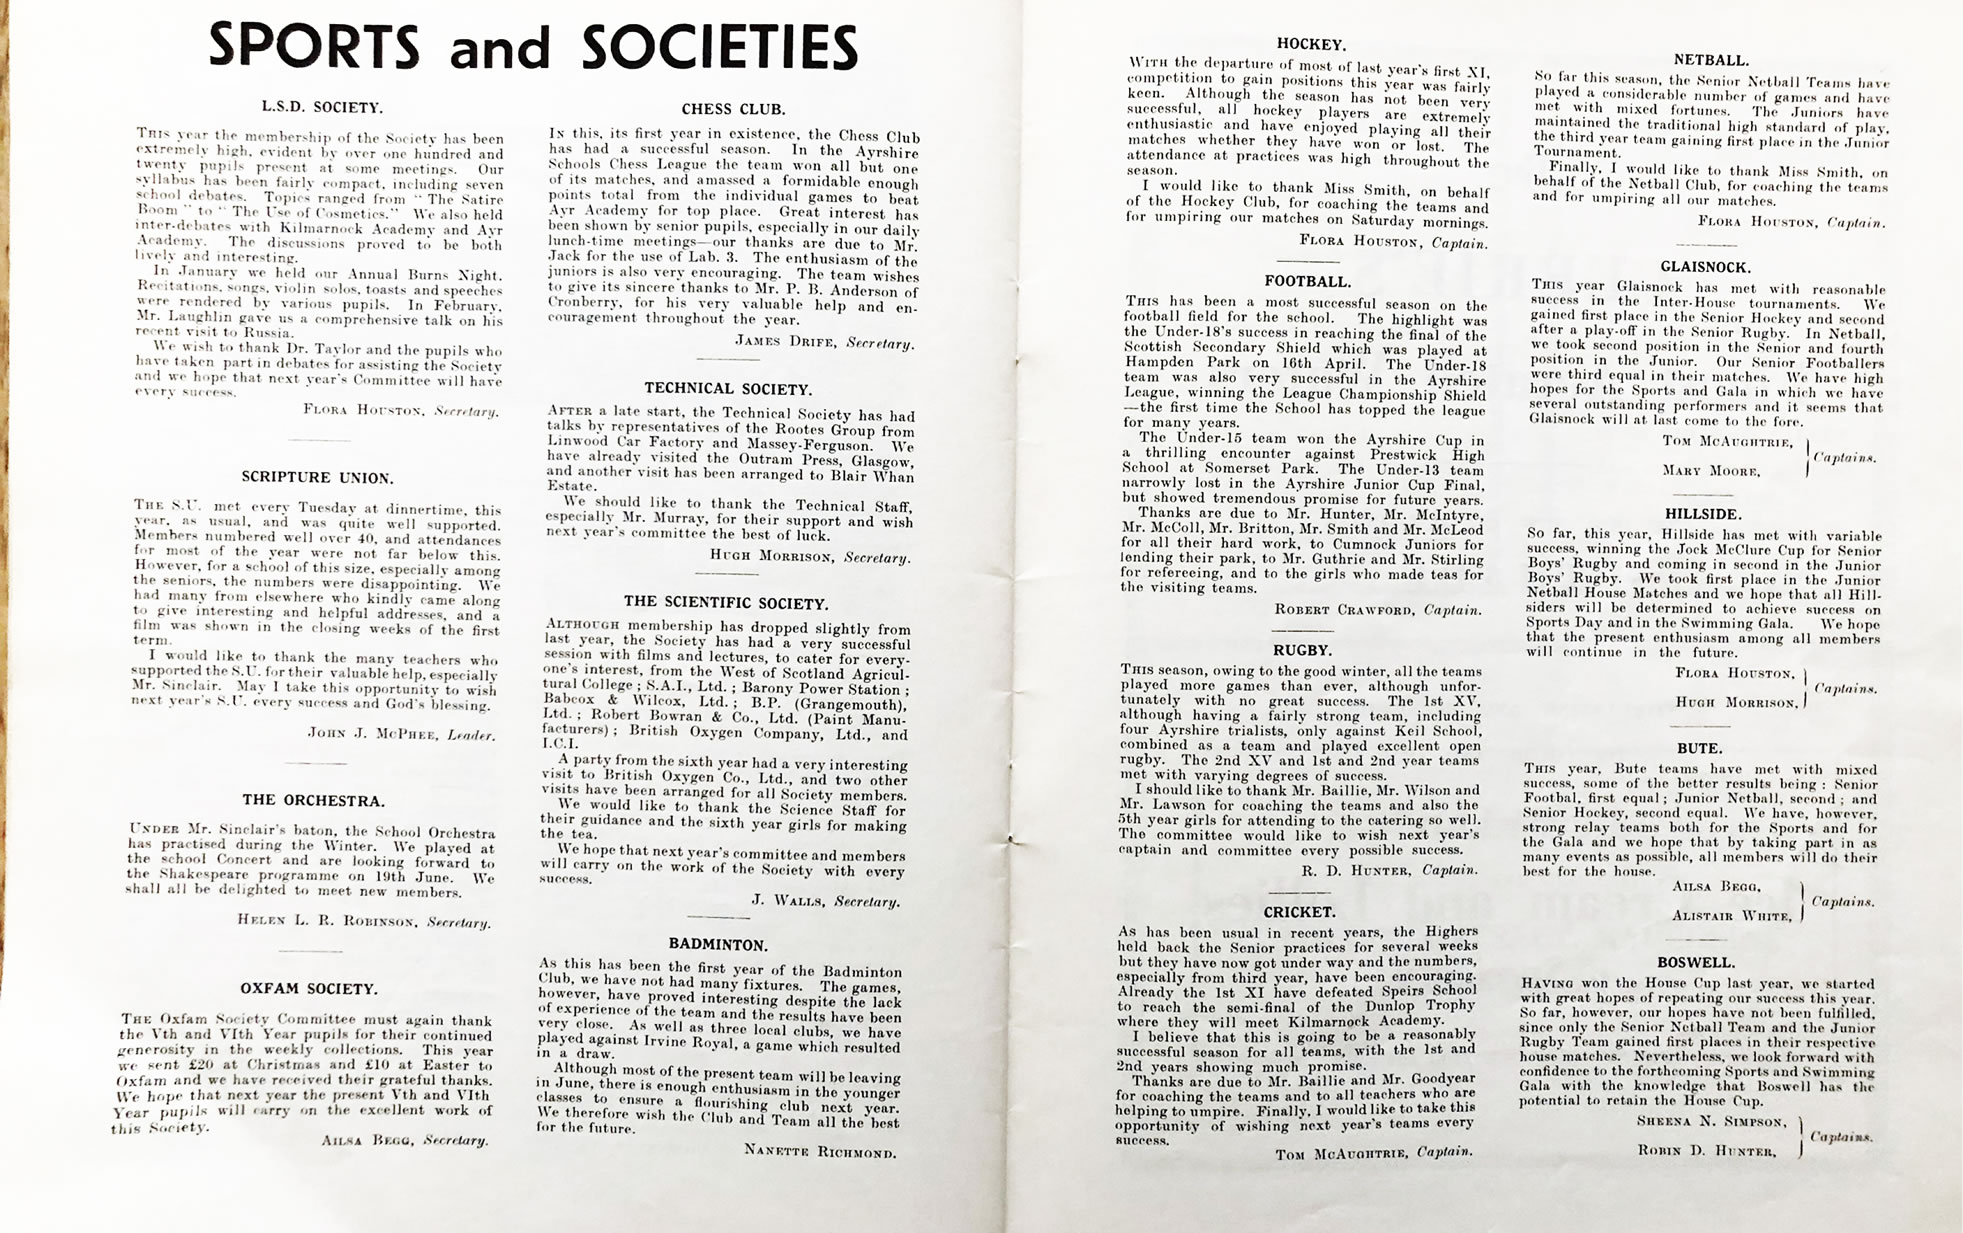 SPORTS and SOCIETIES
L.S.D. SOCIETY.
THIS year the membership of the Society has been
extremely high, evident by over one hundred and
twenty pupils present at some meetings. Our
syllabus has been fairly compact, including seven
school debates. Topics ranged from " The Satire
Boom " to " The Use of Cosmetics." We also held
inter-debates with Kilmarnock Academy and Ayr
Academy. The discussions proved to be both
lively and interesting.
In January we held our Annual Burns Night.
Recitations, songs, violin solos, toasts and speeches
were rendered by various pupils. In February,
Mr. Laughlin gave us a comprehensive talk on his
recent visit to Russia.
We wish to thank Dr. Taylor and the pupils who
have taken part in debates for assisting the Society
and we hope that next year's Committee will have
every success.
FLORA HOUSTON, Secretary.
SCRIPTURE UNION.
THE S.U. met every Tuesday at dinnertime, this
year, as usual, and was quite well supported.
Members numbered well over 40, and attendances
for most of the year were not far below this.
However, for a school of this size, especially among
the seniors, the numbers were disappointing. We
had many from elsewhere who kindly came along
to give interesting and helpful addresses, and a
film was shown in the closing weeks of the first
term.
I would like to thank the many teachers who
supported the S.U. for their valuable help, especially
Mr. Sinclair. May I take this opportunity to wish
next year's S.U. every success and God's blessing.
JOHN J. MCPHEE, Leader.
THE ORCHESTRA.
UNDER Mr. Sinclair's baton, the School Orchestra
has practised during the Winter. We played at
the school Concert and are looking forward to
the Shakespeare programme on 19th June. We
shall all be delighted to meet new members.
HELEN L. R. ROBINSON, Secretary.
OXFAM SOCIETY.
THE Oxfam Society Committee must again thank
the Vth and VIth Year pupils for their continued
generosity in the weekly collections. This year
we sent £20 at Christmas and £10 at Easter to
Oxfam and we have received their grateful thanks.
We hope that next year the present Vth and VIth
Year pupils will carry on the excellent work of
this Society.
AILSA BEGG, Secretary.
CHESS CLUB.
IN this, its first year in existence, the Chess Club
has had a successful season. In the Ayrshire
Schools Chess League the team won all but one
of its matches, and amassed a formidable enough
points total from the individual games to beat
Ayr Academy for top place. Great interest has
been shown by senior pupils, especially in our daily
lunch-time meetings—our thanks are due to Mr.
Jack for the use of Lab. 3. The enthusiasm of the
juniors is also very encouraging. The team wishes
to give its sincere thanks to Mr. P. B. Anderson of
Cronberry, for his very valuable help and en-
couragement throughout the year.
JAMES DRIFE, Secretary.
TECHNICAL SOCIETY.
AFTER a late start, the Technical Society has had
talks by representatives of the Rootes Group from
Linwood Car Factory and Massey-Ferguson. We
have already visited the Outram Press, Glasgow,
and another visit has been arranged to Blair Whan
Estate.
We should like to thank the Technical Staff,
especially Mr. Murray, for their support and wish
next year's committee the best of luck.
HUGH MORRISON, Secretary.
THE SCIENTIFIC SOCIETY.
ALTHOUGH membership has dropped slightly from
last year, the Society has had a very successful
session with films and lectures, to cater for every-
one's interest, from the West of Scotland Agricul-
tural College ; S.A.I., Ltd. ; Barony Power Station ;
Babcox & Wilcox, Ltd. ; B.P. (Grangemouth),
Ltd. ; Robert Bowran & Co., Ltd. (Paint Manu-
facturers) ; British Oxygen Company, Ltd., and
I.C.I.
A party from the sixth year had a very interesting
visit to British Oxygen Co., Ltd., and two other
visits have been arranged for all Society members.
We would like to thank the Science Staff for
their guidance and the sixth year girls for making
the tea.
We hope that next year's committee and members
will carry on the work of the Society with every
success.
J. WALLS, Secretary.
BADMINTON.
As this has been the first year of the Badminton
Club, we have not had many fixtures. The games,
however, have proved interesting despite the lack
of experience of the team and the results have been
very close. As well as three local clubs, we have
played against Irvine Royal, a game which resulted
in a draw.
Although most of the present team will be leaving
in June, there is enough enthusiasm in the younger
classes to ensure a flourishing club next year.
We therefore wish the Club and Team all the best
for the future.
NANETTE RICHMOND.
HOCKEY.
WITH the departure of most of last year's first XI,
competition to gain positions this year was fairly
keen. Although the season has not been very
successful, all hockey players are extremely
enthusiastic and have enjoyed playing all their
matches whether they have won or lost. The
attendance at practices was high throughout the
season.
I would like to thank Miss Smith, on behalf
of the Hockey Club, for coaching the teams and
for umpiring our matches on Saturday mornings.
FLORA HOUSTON, Captain.
FOOTBALL.
THIS has been a most successful season on the
football field for the school. The highlight was
the Under-18's success in reaching the final of the
Scottish Secondary Shield which was played at
Hampden Park on 16th April. The Under-18
team was also very successful in the Ayrshire
League, winning the League Championship Shield
—the first time the School has topped the league
for many years.
The Under-15 team won the Ayrshire Cup in
a thrilling encounter against Prestwick High
School at Somerset Park. The Under-13 team
narrowly lost in the Ayrshire Junior Cup Final,
but showed tremendous promise for future years.
Thanks are due to Mr. Hunter, Mr. McIntyre,
Mr. McColl, Mr. Britton, Mr. Smith and Mr. McLeod
for all their hard work, to Cumnock Juniors for
lending their park, to Mr. Guthrie and Mr. Stirling
for refereeing, and to the girls who made teas for
the visiting teams.
ROBERT CRAWFORD, Captain.
RUGBY.
THIS season, owing to the good winter, all the teams
played more games than ever, although unfor-
tunately with no great success. The 1st XV,
although having a fairly strong team, including
four Ayrshire trialists, only against Keil School,
combined as a team and played excellent open
rugby. The 2nd XV and 1st and 2nd year teams
met with varying degrees of success.
I should like to thank Mr. Baillie, Mr. Wilson and
Mr. Lawson for coaching the teams and also the
5th year girls for attending to the catering so well.
The committee would like to wish next year's
captain and committee every possible success.
R. D. HUNTER, Captain.
CRICKET.
As has been usual in recent years, the Highers
held back the Senior practices for several weeks
but they have now got under way and the numbers,
especially from third year, have been encouraging.
Already the 1st XI have defeated Speirs School
to reach the semi-final of the Dunlop Trophy
where they will meet Kilmarnock Academy.
I believe that this is going to be a reasonably
successful season for all teams, with the 1st and
2nd years showing much promise.
Thanks are due to Mr. Baillie and Mr. Goodyear
for coaching the teams and to all teachers who are
helping to umpire. Finally, I would like to take this
opportunity of wishing next year's teams every
success.
TOM MCAUGHTRIE, Captain.
NETBALL.
So far this season, the Senior Netball Teams have
played a considerable number of games and have
met with mixed fortunes. The Juniors have
maintained the traditional high standard of play,
the third year team gaining first place in the Junior
Tournament.
Finally, I would like to thank Miss Smith, on
behalf of the Netball Club, for coaching the teams
and for umpiring all our matches.
FLORA HOUSTON, Captain.
GLAISNOCK.
THIS year Glaisnock has met with reasonable
success in the Inter-House tournaments. We
gained first place in the Senior Hockey and second
after a play-off in the Senior Rugby. In Netball,
we took second position in the Senior and fourth
position in the Junior. Our Senior Footballers
were third equal in their matches. We have high
hopes for the Sports and Gala in which we have
several outstanding performers and it seems that
Glaisnock will at last come to the fore.
TOM MCAUGHTRIE,
Captains.
MARY MOORE,
HILLSIDE.
So far, this year, Hillside has met with variable
success, winning the Jock McClure Cup for Senior
Boys' Rugby and coming in second in the Junior
Boys' Rugby. We took first place in the Junior
Netball House Matches and we hope that all Hill-
siders will be determined to achieve success on
Sports Day and in the Swimming Gala. We hope
that the present enthusiasm among all members
will continue in the future.
FLORA HOUSTON,
Captains.
HUGH MORRISON,
BUTE.
THIS year, Bute teams have met with mixed
success, some of the better results being : Senior
Footbal, first equal ; Junior Netball, second ; and
Senior Hockey, second equal. We have, however,
strong relay teams both for the Sports and for
the Gala and we hope that by taking part in as
many events as possible, all members will do their
best for the house.
AILSA BEGG,
Captains.
ALISTAIR WHITE,
BOSWELL.
HAVING won the House Cup last year, we started
with great hopes of repeating our success this year.
So far, however, our hopes have not been fulfilled,
since only the Senior Netball Team and the Junior
Rugby Team gained first places in their respective
house matches. Nevertheless, we look forward with
confidence to the forthcoming Sports and Swimming
Gala with the knowledge that Boswell has the
potential to retain the House Cup.
SHEENA N. SIMPSON,
Captains.
ROBIN D. HUNTER,